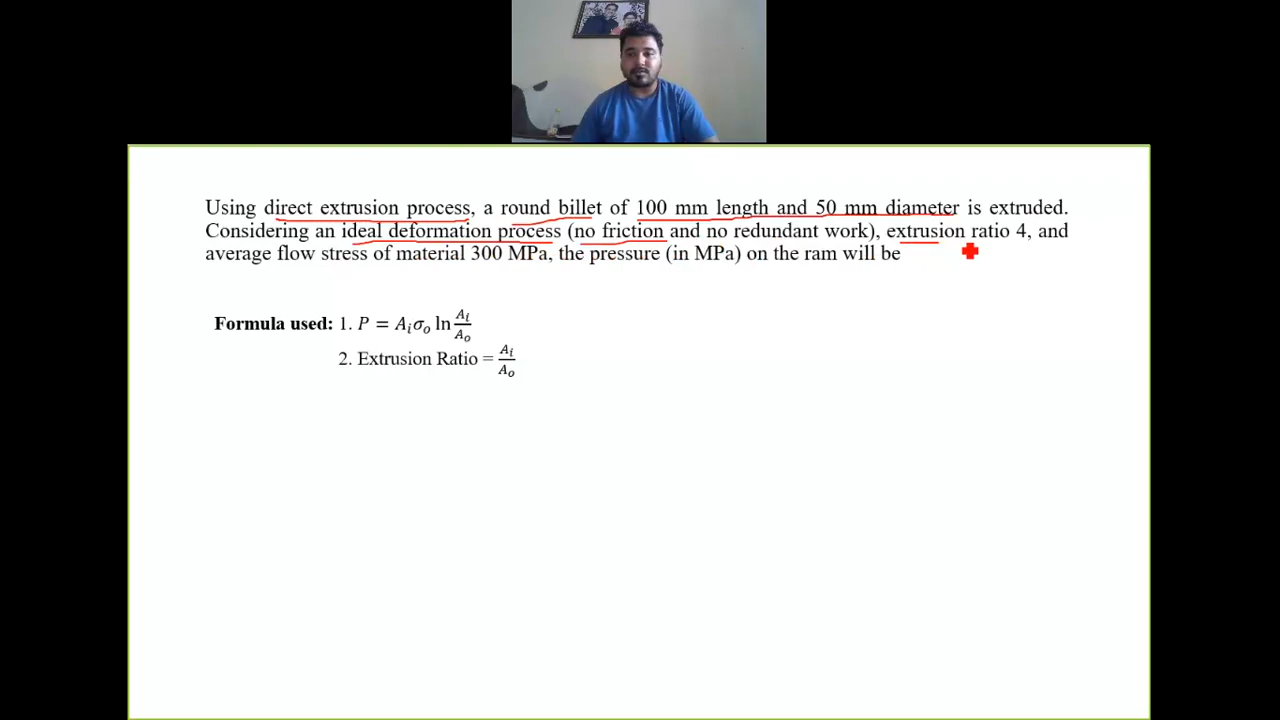 Using direct extrusion process, a round billet of 100 mm length and 50 mm diameter is extruded.
Considering an ideal deformation process (no friction and no redundant work), extrusion ratio 4, and
average flow stress of material 300 MPa, the pressure (in MPa) on the ram will be
Formula used: 1. P = Aᵢσₒ ln Aᵢ/Aₒ
2. Extrusion Ratio = Aᵢ/Aₒ